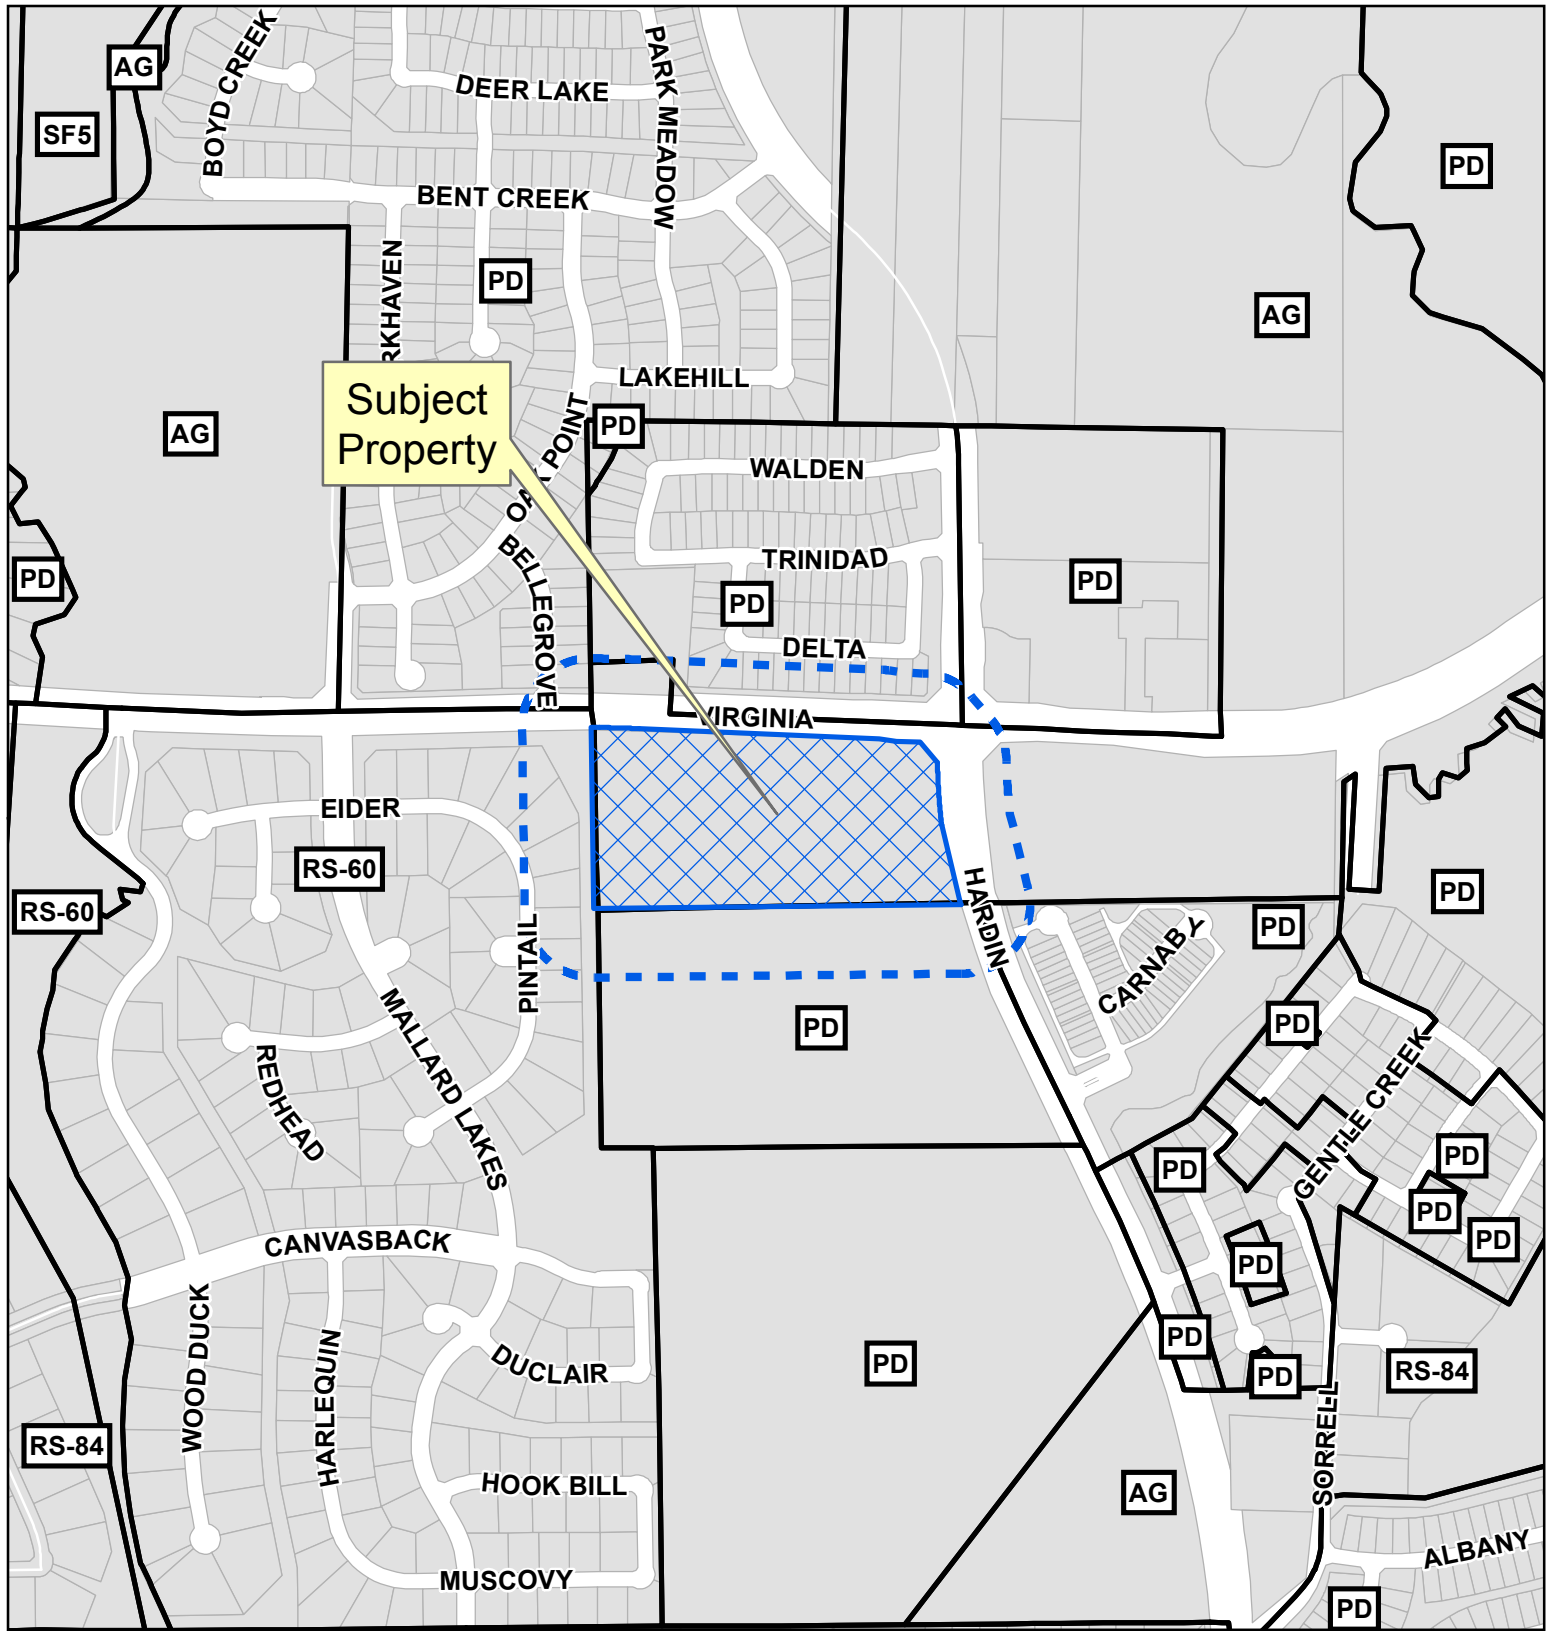 BOYD CREEK
PARK MEADOW
AG
DEER LAKE
SF5
PD
BENT CREEK
RKHAVEN
PD
AG
LAKEHILL
Subject
Property
PD
AG
OAK POINT
WALDEN
BELLEGROVE
TRINIDAD
PD
PD
PD
DELTA
VIRGINIA
EIDER
RS-60
HARDIN
PD
RS-60
PINTAIL
CARNABY
PD
MALLARD LAKES
PD
PD
REDHEAD
GENTLE CREEK
PD
PD
PD
PD
CANVASBACK
PD
WOOD DUCK
HARLEQUIN
DUCLAIR
PD
PD
PD
RS-84
SORRELL
RS-84
HOOK BILL
AG
ALBANY
MUSCOVY
PD